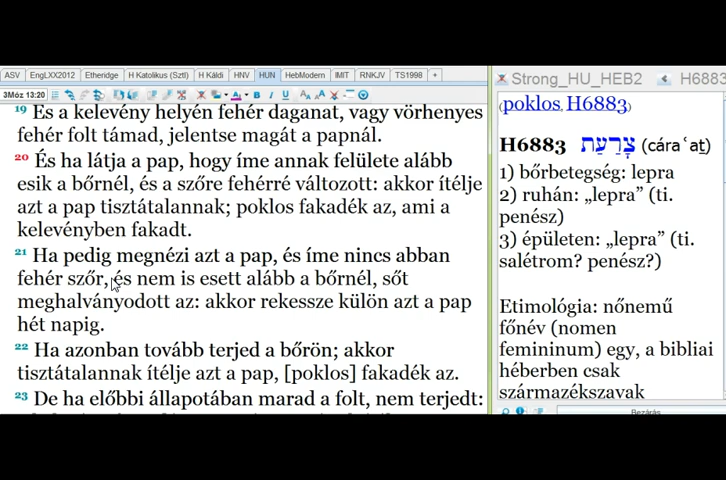 ASV EngLXX2012 Etheridge H Katolikus (SztI) H Káldi HNV HUN HebModern IMIT RNKJV TS1998 +
3Móz 13:20
19 És a kelevény helyén fehér daganat, vagy vörhenyes
fehér folt támad, jelentse magát a papnál.
20 És ha látja a pap, hogy íme annak felülete alább
esik a bőrnél, és a szőre fehérré változott: akkor ítélje
azt a pap tisztátalannak; poklos fakadék az, ami a
kelevényben fakadt.
21 Ha pedig megnézi azt a pap, és íme nincs abban
fehér szőr, és nem is esett alább a bőrnél, sőt
meghalványodott az: akkor rekessze külön azt a pap
hét napig.
22 Ha azonban tovább terjed a bőrön; akkor
tisztátalannak ítélje azt a pap, [poklos] fakadék az.
23 De ha előbbi állapotában marad a folt, nem terjedt:
Strong_HU_HEB2 H6883
(poklos, H6883)
H6883 צָרַעַת (cáraʿaṯ)
1) bőrbetegség: lepra
2) ruhán: „lepra” (ti.
penész)
3) épületen: „lepra” (ti.
salétrom? penész?)
Etimológia: nőnemű
főnév (nomen
femininum) egy, a bibliai
héberben csak
származékszavak
Bezárás